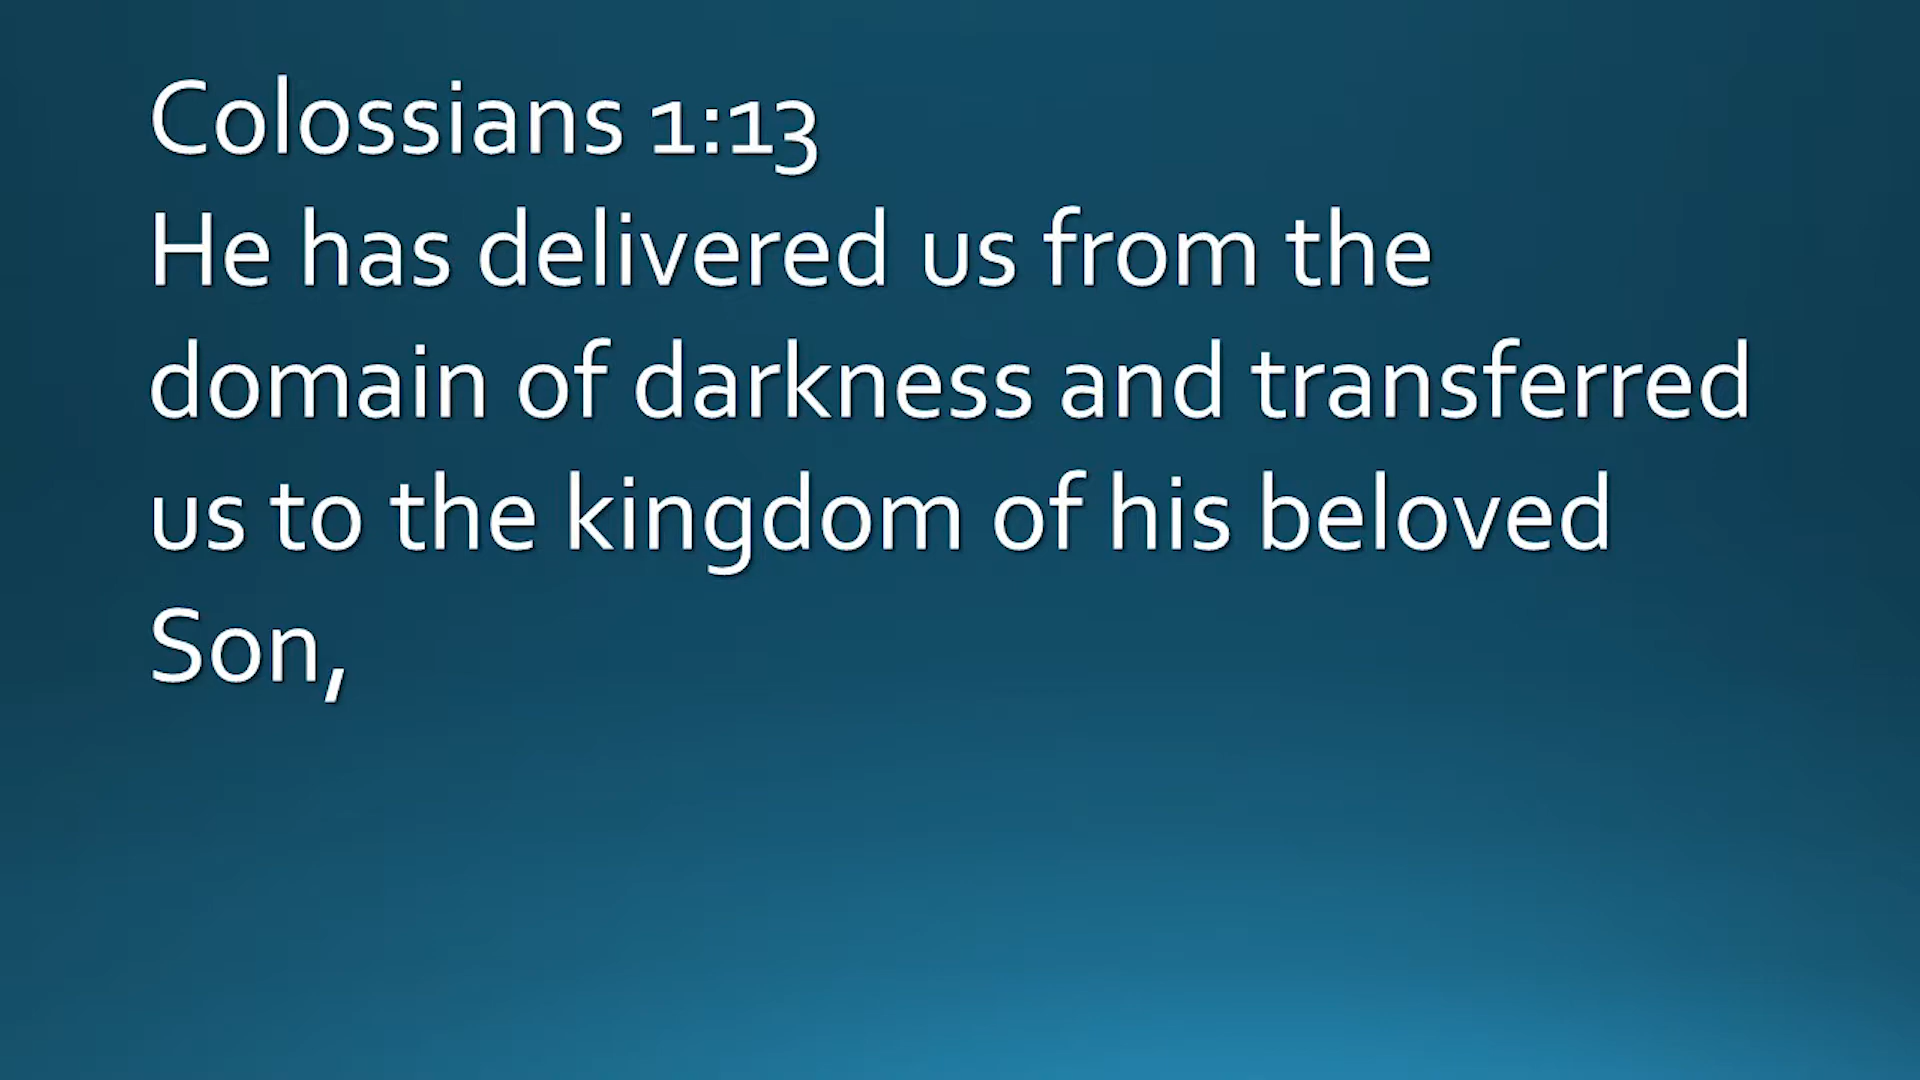 Colossians 1:13
He has delivered us from the
domain of darkness and transferred
us to the kingdom of his beloved
Son,